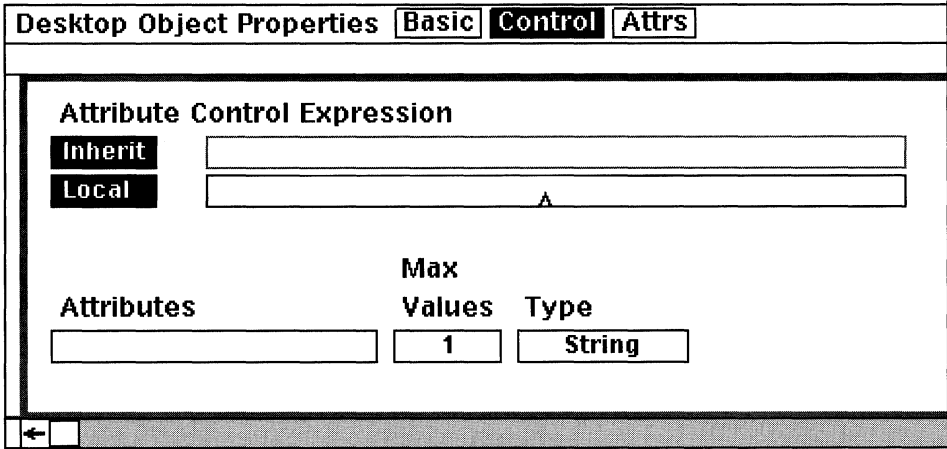 Desktop Object Properties Basic Control Attrs
Attribute Control Expression
Inherit
Local
Max
Attributes Values Type
1 String